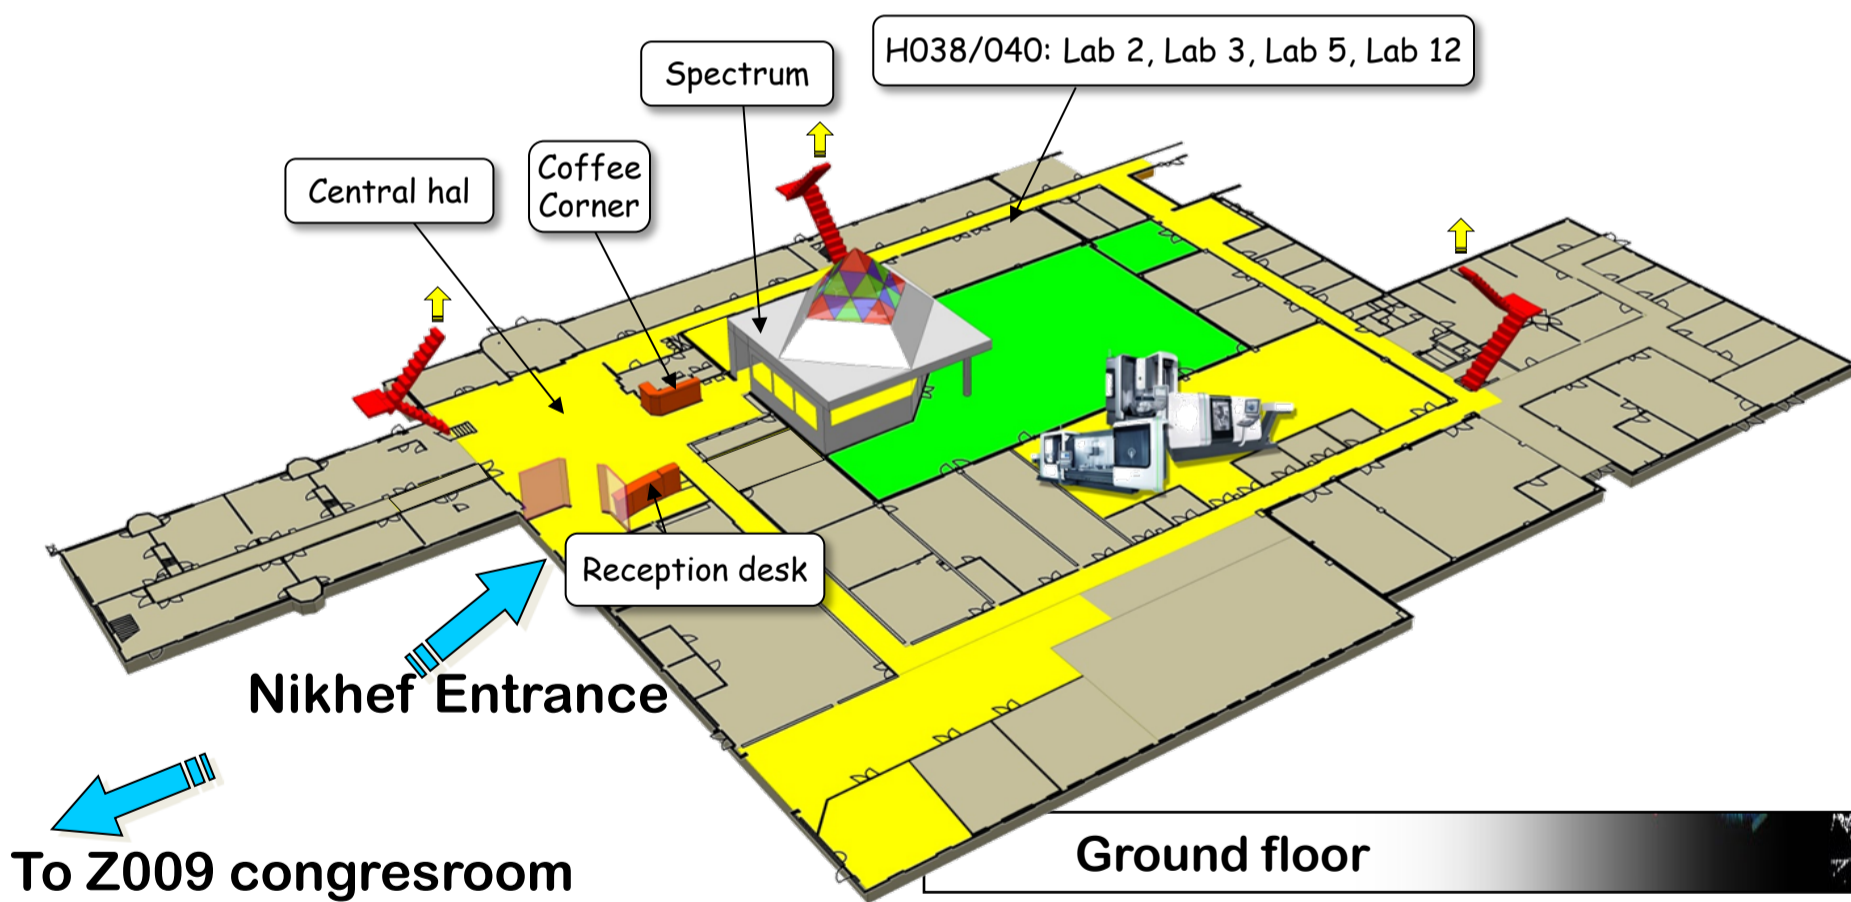 H038/040: Lab 2, Lab 3, Lab 5, Lab 12
Spectrum
Coffee
Corner
Central hal
Reception desk
Nikhef Entrance
To Z009 congresroom
Ground floor